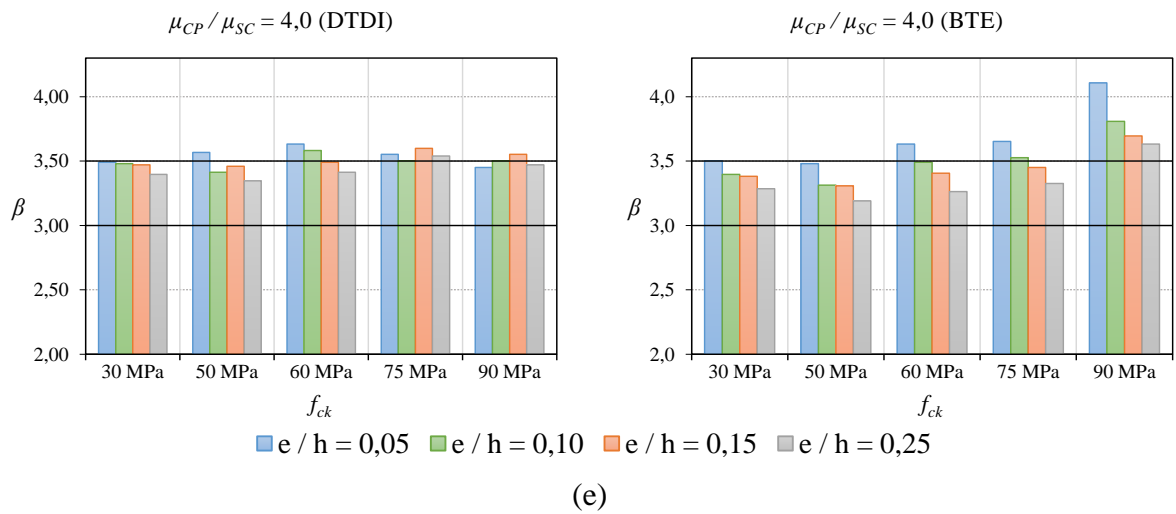 μCP / μSC = 4,0 (DTDI)
4,00
3,50
β
3,00
2,50
2,00
30 MPa 50 MPa 60 MPa 75 MPa 90 MPa
fck
μCP / μSC = 4,0 (BTE)
4,0
3,5
β
3,0
2,5
2,0
30 MPa 50 MPa 60 MPa 75 MPa 90 MPa
fck
e / h = 0,05 e / h = 0,10 e / h = 0,15 e / h = 0,25
(e)